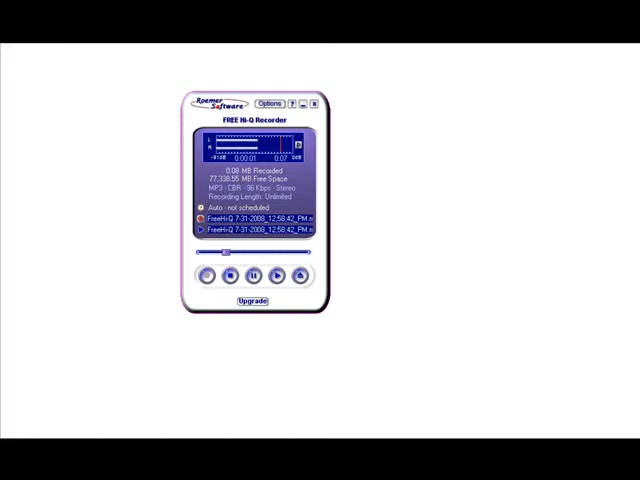 Roemer
Software
Options ? _ x
FREE Hi-Q Recorder
L
R
-91dB 0:00:01 0:07 0dB
0.08 MB Recorded
77,338.55 MB Free Space
MP3 - CBR - 96 Kbps - Stereo
Recording Length: Unlimited
Auto - not scheduled
FreeHi-Q 7-31-2008_12;58;42_PM.m
FreeHi-Q 7-31-2008_12;58;42_PM.m
Upgrade